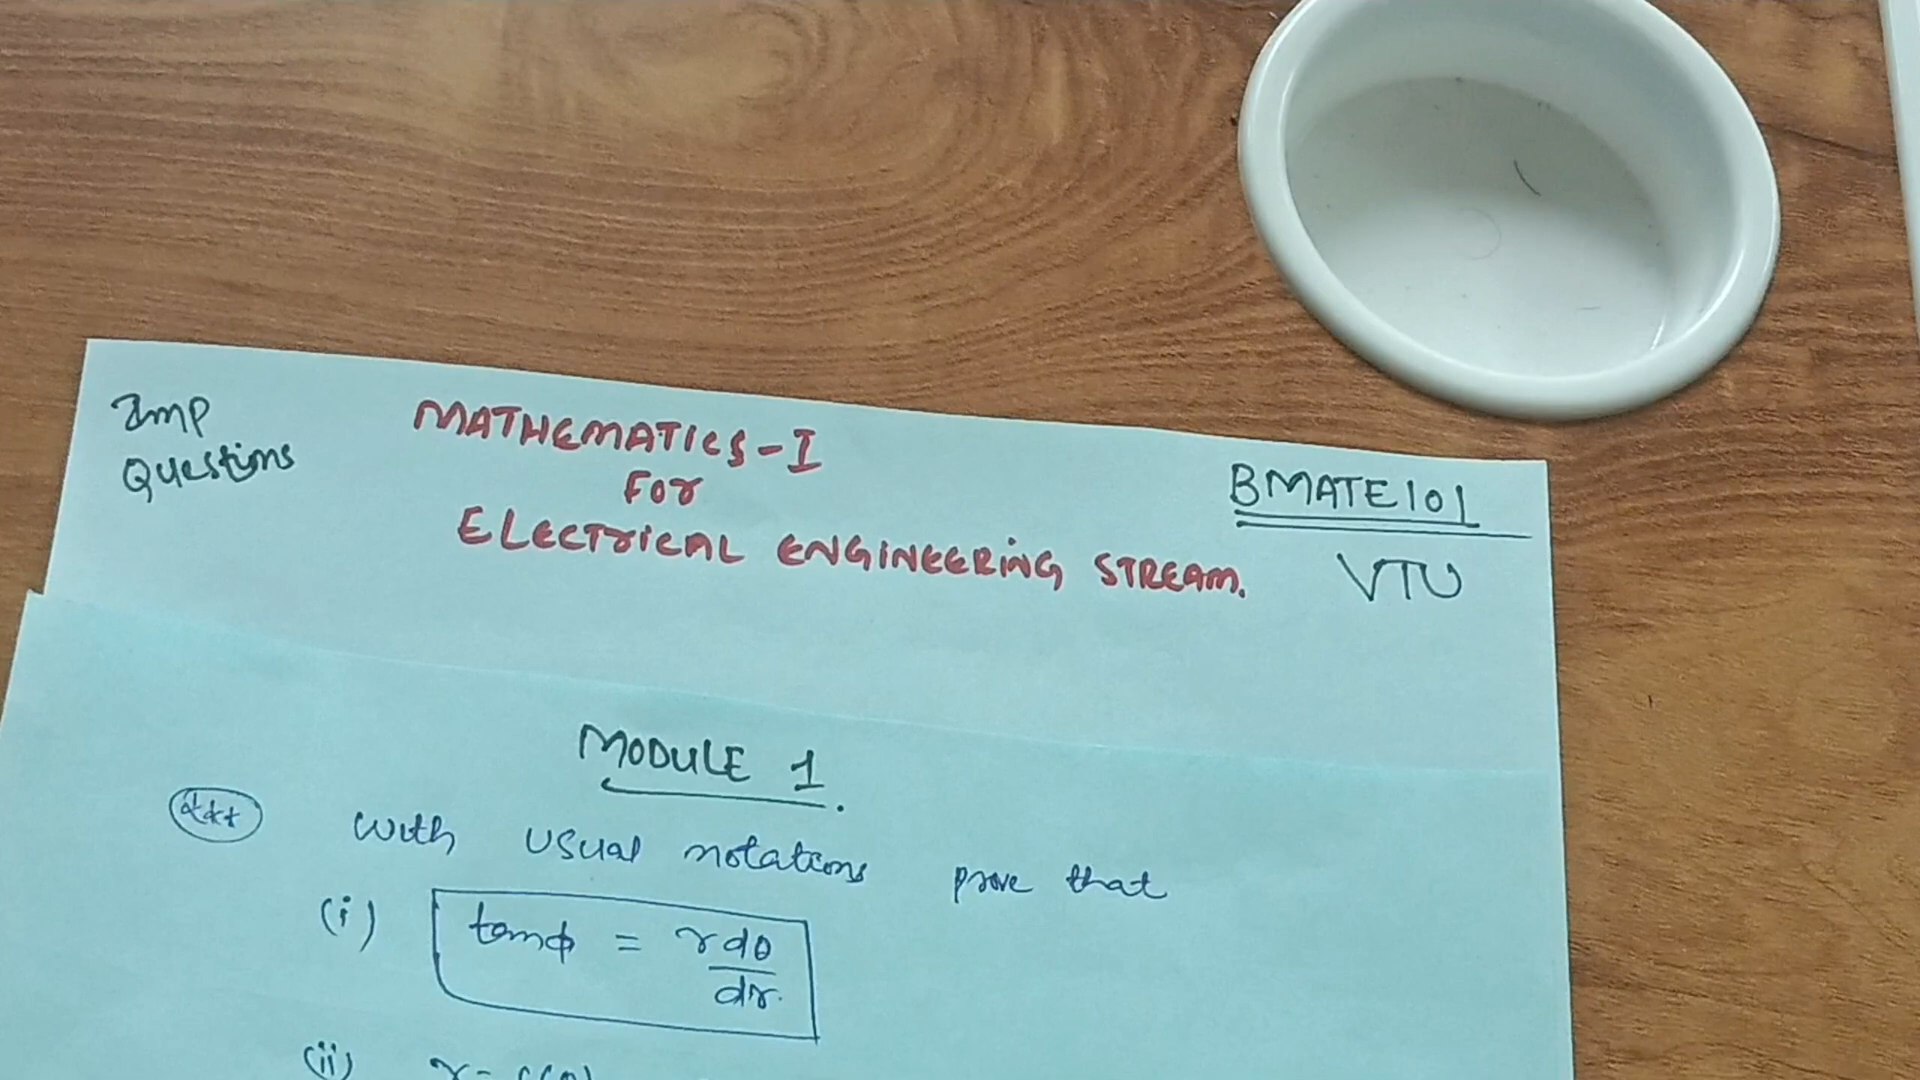 Imp
Questions
MATHEMATICS-I
For
ELECTRICAL ENGINEERING STREAM.
BMATE101
VTU
MODULE 1.
***
with usual notations prove that
(i) tanφ = r dθ/dr.
(ii) r = f(θ)